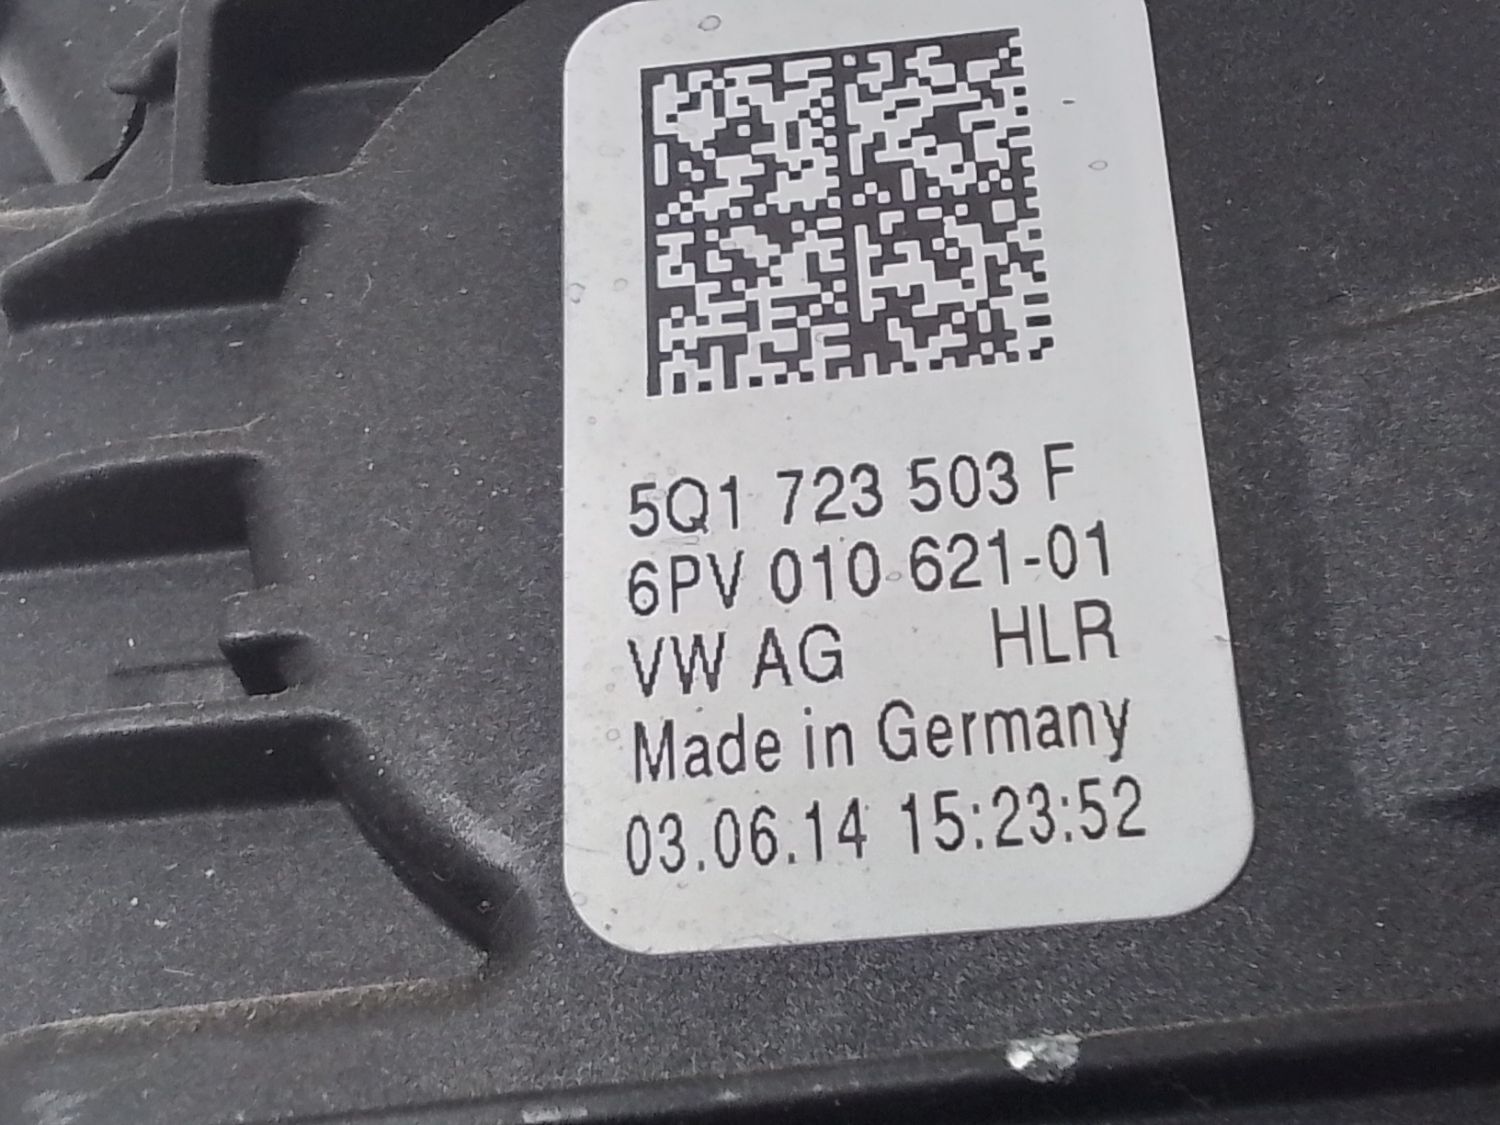 5Q1 723 503 F
6PV 010 621-01
VW AG HLR
Made in Germany
03.06.14 15:23:52